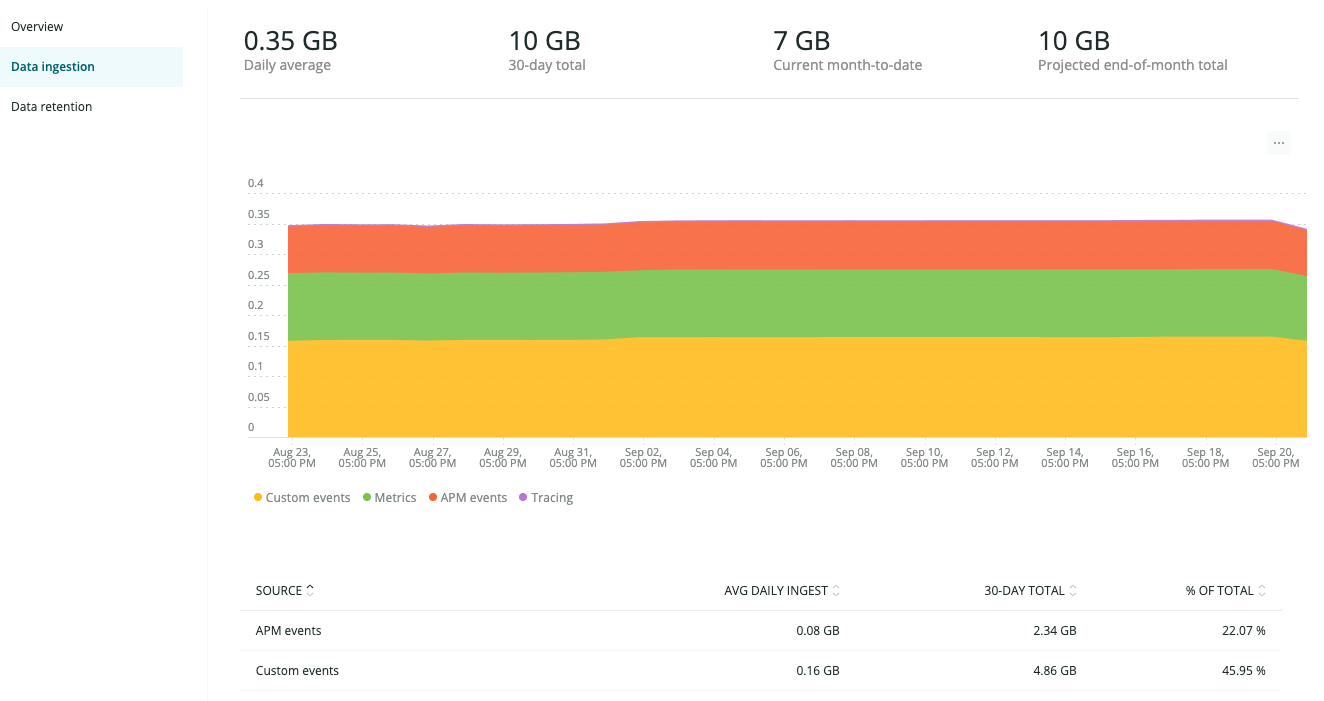 Overview
Data ingestion
Data retention
0.35 GB
Daily average
10 GB
30-day total
7 GB
Current month-to-date
10 GB
Projected end-of-month total
...
0.4
0.35
0.3
0.25
0.2
0.15
0.1
0.05
0
Aug 23,
05:00 PM
Aug 25,
05:00 PM
Aug 27,
05:00 PM
Aug 29,
05:00 PM
Aug 31,
05:00 PM
Sep 02,
05:00 PM
Sep 04,
05:00 PM
Sep 06,
05:00 PM
Sep 08,
05:00 PM
Sep 10,
05:00 PM
Sep 12,
05:00 PM
Sep 14,
05:00 PM
Sep 16,
05:00 PM
Sep 18,
05:00 PM
Sep 20,
05:00 PM
Custom events Metrics APM events Tracing
SOURCE AVG DAILY INGEST 30-DAY TOTAL % OF TOTAL
APM events 0.08 GB 2.34 GB 22.07 %
Custom events 0.16 GB 4.86 GB 45.95 %